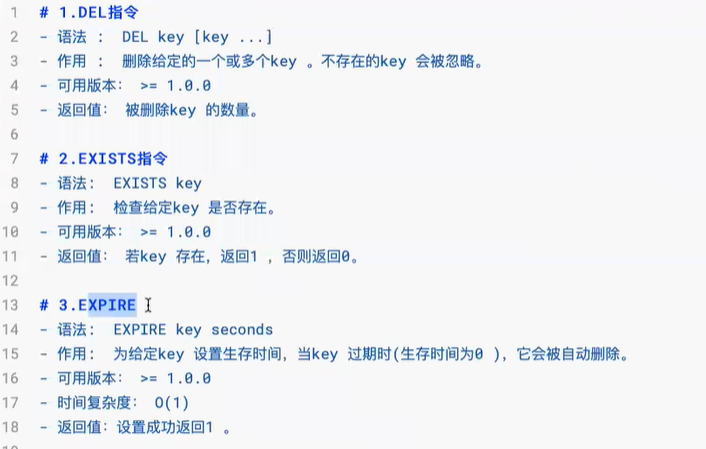 1 # 1.DEL指令
2 - 语法 : DEL key [key ...]
3 - 作用 : 删除给定的一个或多个key 。不存在的key 会被忽略。
4 - 可用版本: >= 1.0.0
5 - 返回值: 被删除key 的数量。
6
7 # 2.EXISTS指令
8 - 语法: EXISTS key
9 - 作用: 检查给定key 是否存在。
10 - 可用版本: >= 1.0.0
11 - 返回值: 若key 存在，返回1 ，否则返回0。
12
13 # 3.EXPIRE
14 - 语法: EXPIRE key seconds
15 - 作用: 为给定key 设置生存时间，当key 过期时(生存时间为0 )，它会被自动删除。
16 - 可用版本: >= 1.0.0
17 - 时间复杂度: O(1)
18 - 返回值：设置成功返回1 。